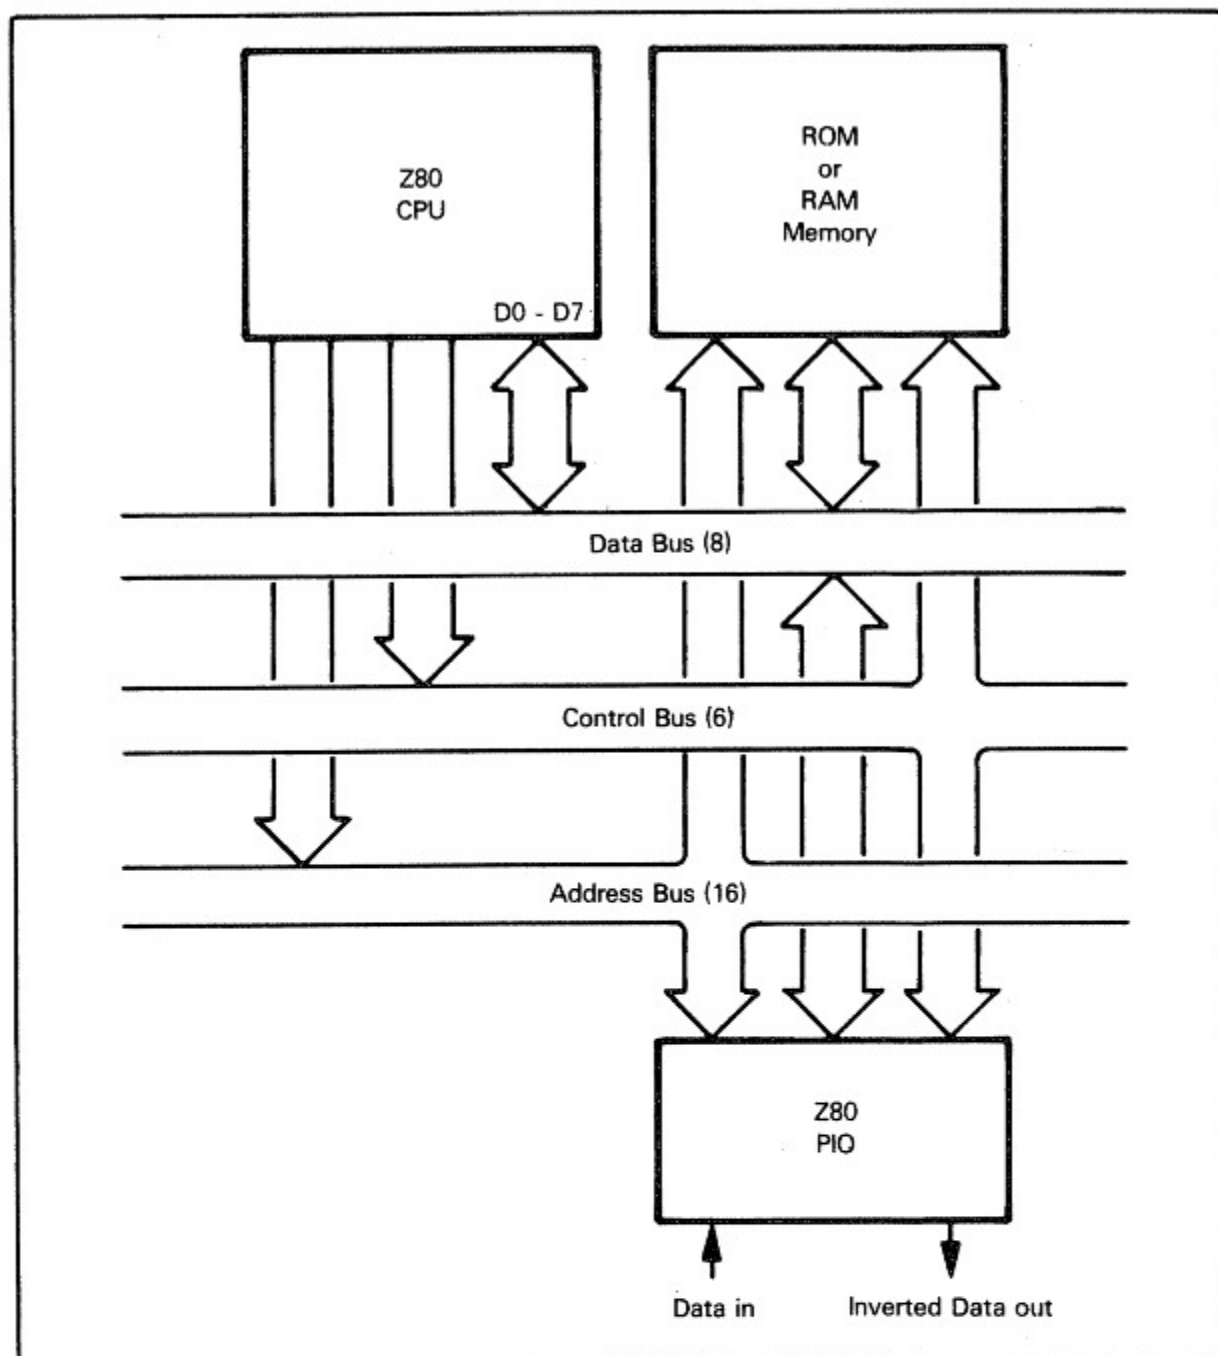 Z80
CPU
D0 - D7
ROM
or
RAM
Memory
Data Bus (8)
Control Bus (6)
Address Bus (16)
Z80
PIO
Data in
Inverted Data out